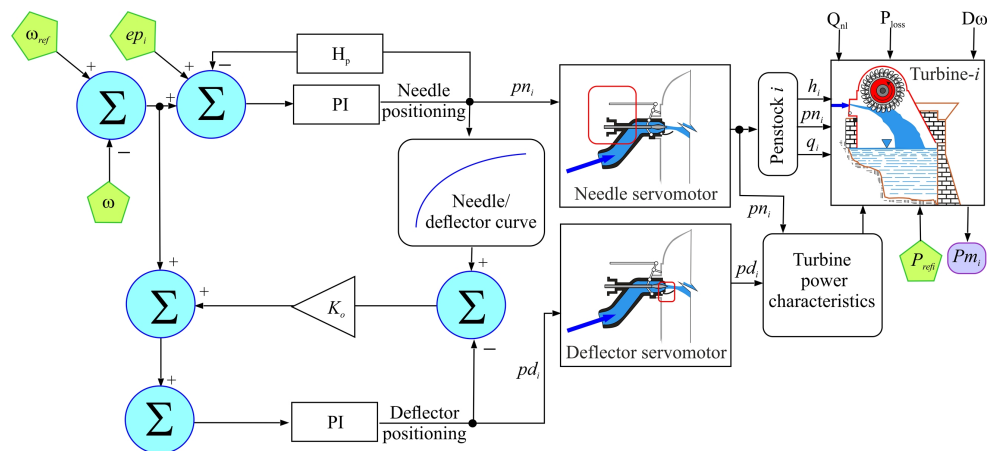 ω_ref
ep_i
H_p
Q_nl
P_loss
Dω
Turbine-i
+
+
−
Σ
+
Σ
PI
Needle
positioning
pn_i
Penstock i
h_i
pn_i
q_i
−
ω
Needle/
deflector curve
Needle servomotor
pn_i
P_refi
Pm_i
+
+
Σ
+
K_o
+
Σ
−
pd_i
Deflector servomotor
pd_i
Turbine
power
characteristics
+
Σ
PI
Deflector
positioning